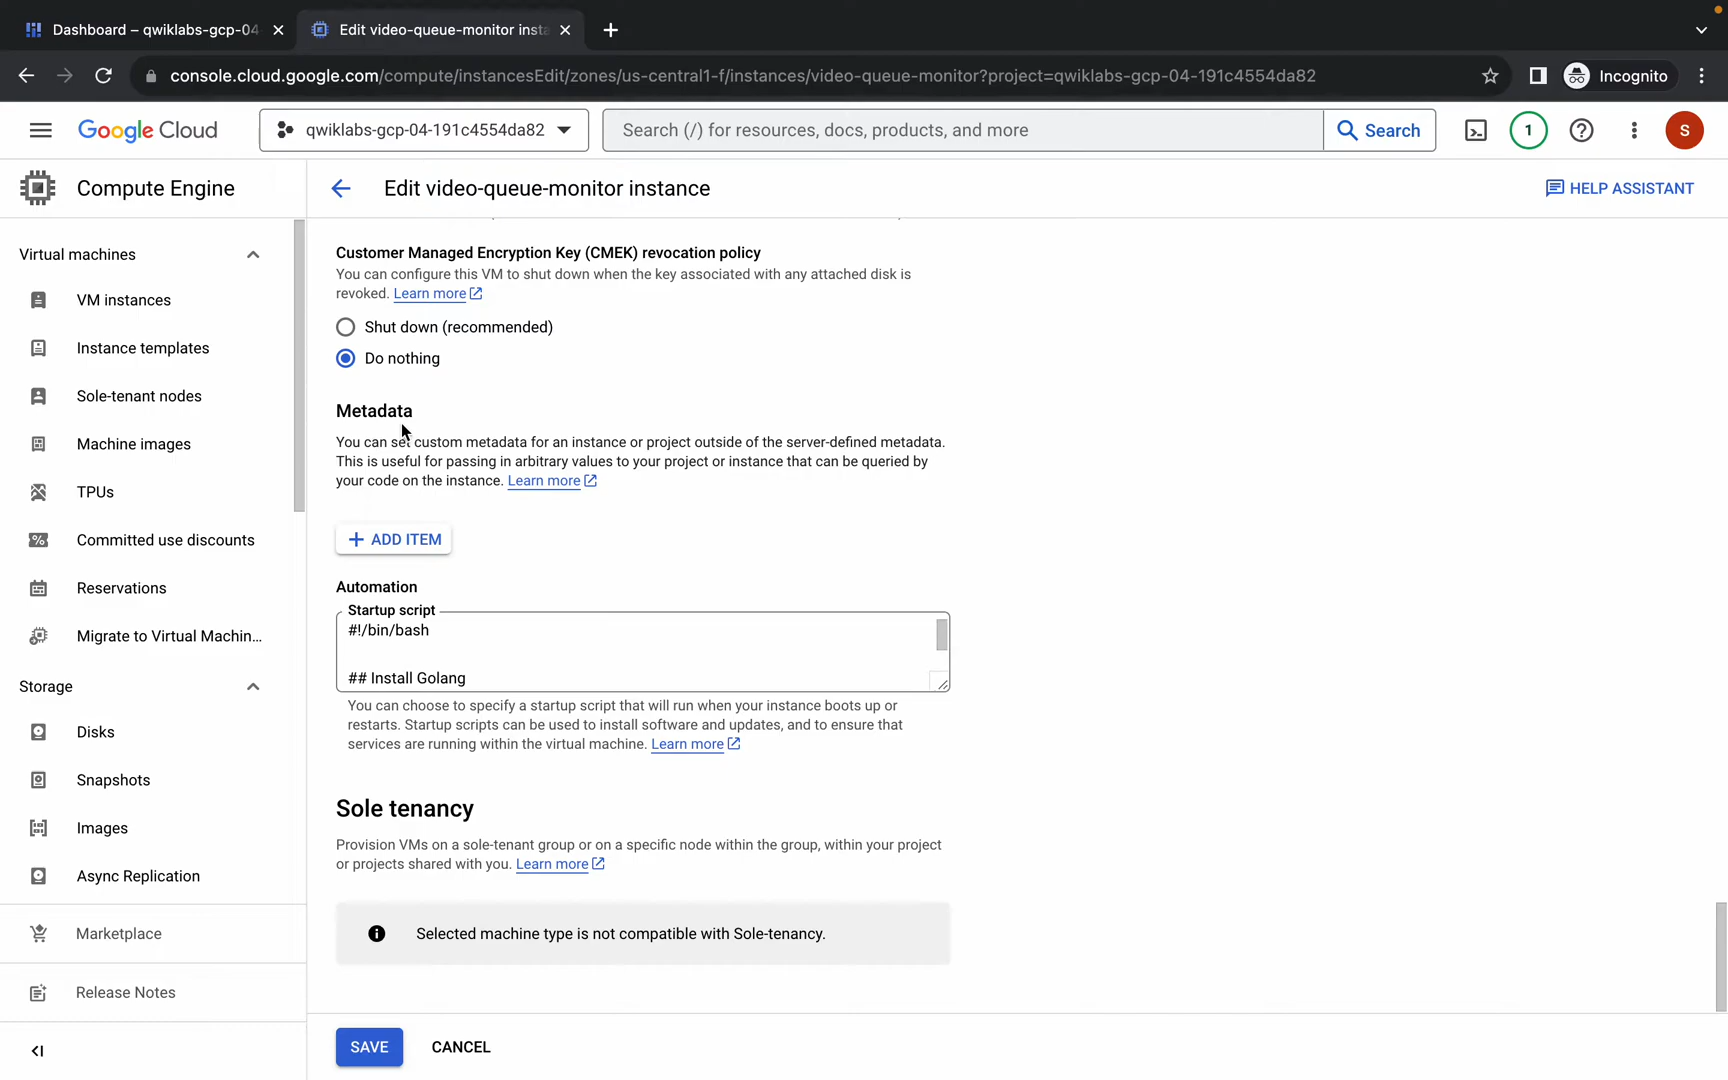 Dashboard – qwiklabs-gcp-04
Edit video-queue-monitor inst
console.cloud.google.com/compute/instancesEdit/zones/us-central1-f/instances/video-queue-monitor?project=qwiklabs-gcp-04-191c4554da82
Incognito
Google Cloud
qwiklabs-gcp-04-191c4554da82
Search (/) for resources, docs, products, and more
Search
1
S
Compute Engine
Edit video-queue-monitor instance
HELP ASSISTANT
Virtual machines
VM instances
Instance templates
Sole-tenant nodes
Machine images
TPUs
Committed use discounts
Reservations
Migrate to Virtual Machin...
Storage
Disks
Snapshots
Images
Async Replication
Marketplace
Release Notes
Customer Managed Encryption Key (CMEK) revocation policy
You can configure this VM to shut down when the key associated with any attached disk is
revoked. Learn more
Shut down (recommended)
Do nothing
Metadata
You can set custom metadata for an instance or project outside of the server-defined metadata.
This is useful for passing in arbitrary values to your project or instance that can be queried by
your code on the instance. Learn more
+ ADD ITEM
Automation
Startup script
#!/bin/bash
## Install Golang
You can choose to specify a startup script that will run when your instance boots up or
restarts. Startup scripts can be used to install software and updates, and to ensure that
services are running within the virtual machine. Learn more
Sole tenancy
Provision VMs on a sole-tenant group or on a specific node within the group, within your project
or projects shared with you. Learn more
Selected machine type is not compatible with Sole-tenancy.
SAVE
CANCEL